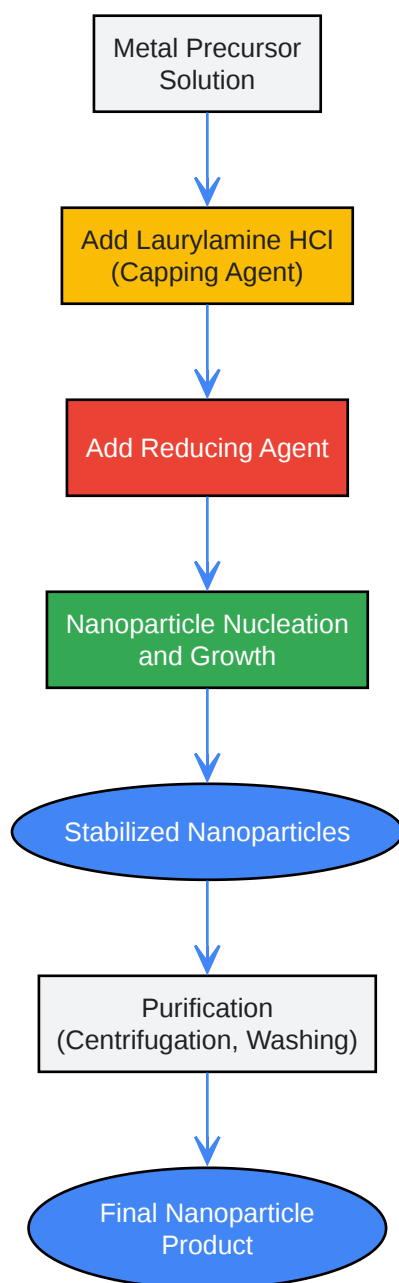 Metal Precursor
Solution
Add Laurylamine HCl
(Capping Agent)
Add Reducing Agent
Nanoparticle Nucleation
and Growth
Stabilized Nanoparticles
Purification
(Centrifugation, Washing)
Final Nanoparticle
Product